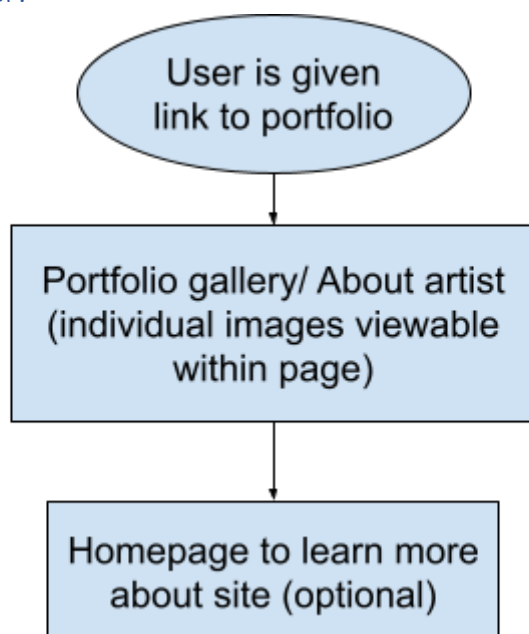 User is given
link to portfolio
Portfolio gallery/ About artist
(individual images viewable
within page)
Homepage to learn more
about site (optional)